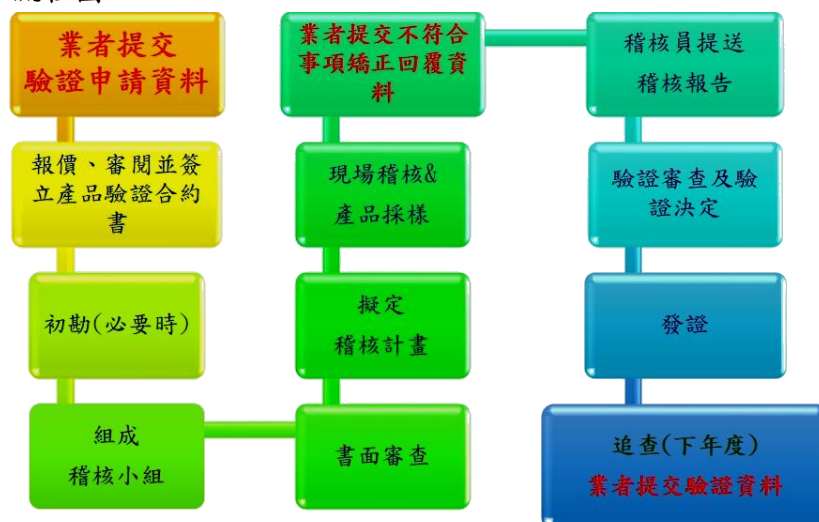 業者提交
驗證申請資料
報價、審閱並簽
立產品驗證合約
書
初勘(必要時)
組成
稽核小組
書面審查
擬定
稽核計畫
現場稽核&
產品採樣
業者提交不符合
事項矯正回覆資
料
稽核員提送
稽核報告
驗證審查及驗
證決定
發證
追查(下年度)
業者提交驗證資料